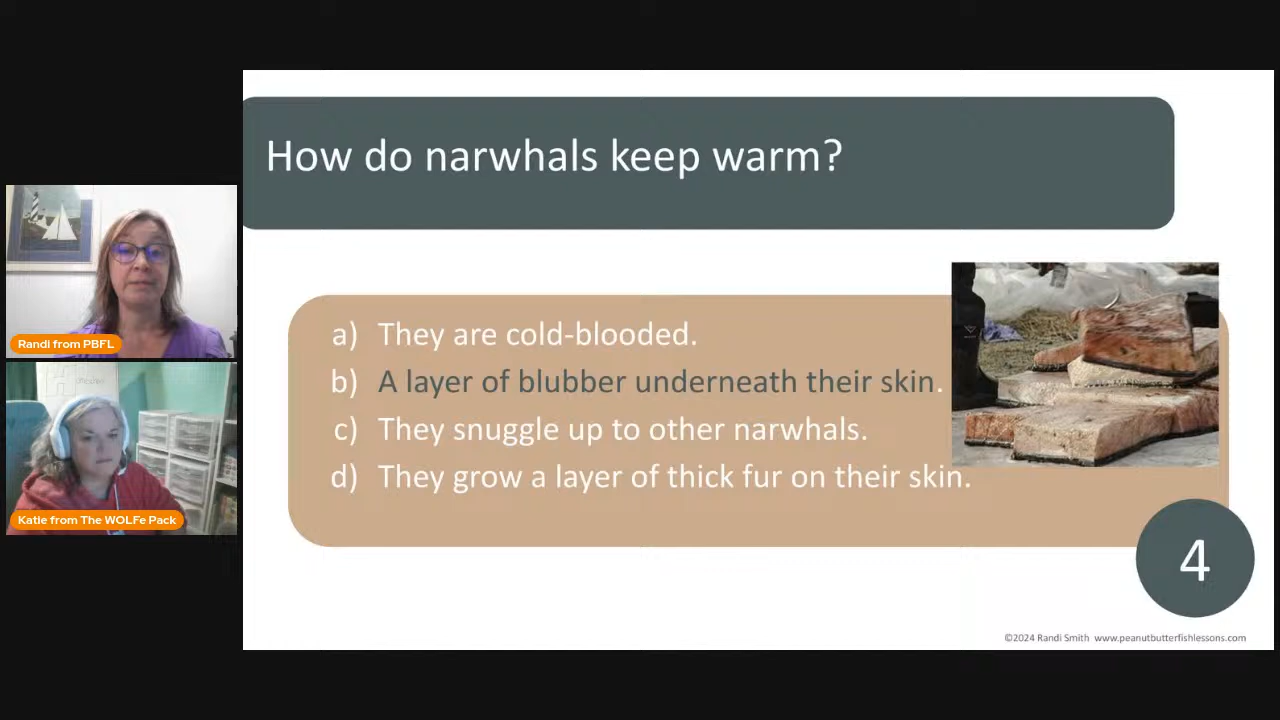 How do narwhals keep warm?
a) They are cold-blooded.
b) A layer of blubber underneath their skin.
c) They snuggle up to other narwhals.
d) They grow a layer of thick fur on their skin.
4
©2024 Randi Smith www.peanutbutterfishlessons.com
Randi from PBFL
Katie from The WOLFe Pack